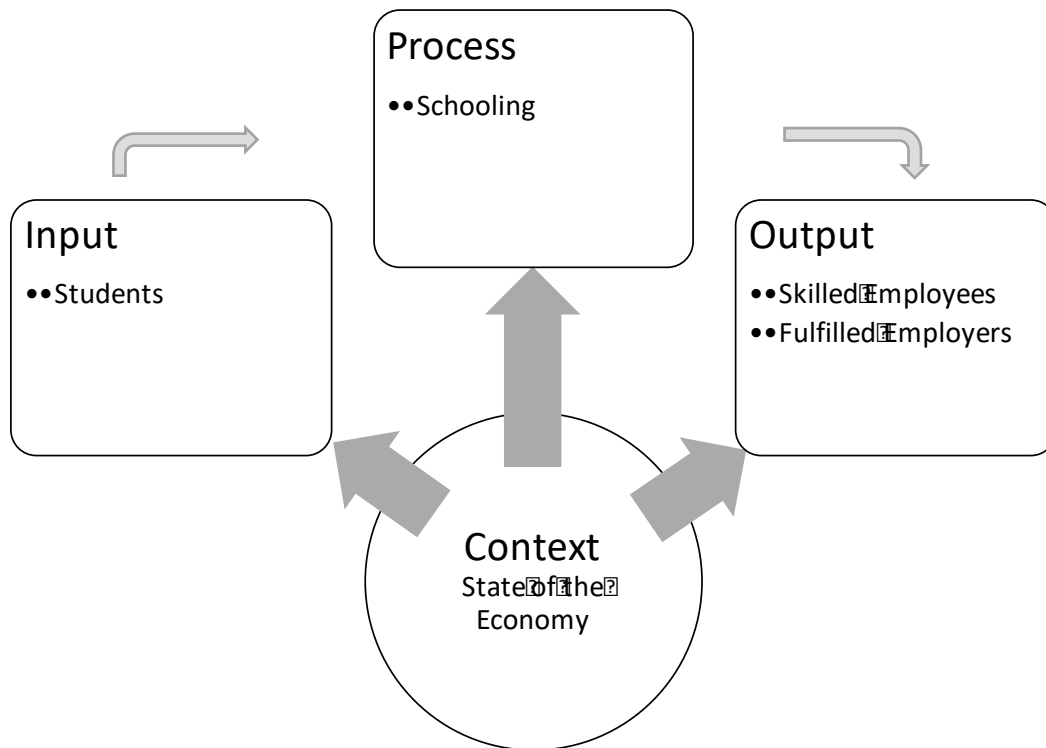 Process
••Schooling
Input
••Students
Output
••Skilled⍰Employees
••Fulfilled⍰Employers
Context
State⍰of⍰the⍰
Economy